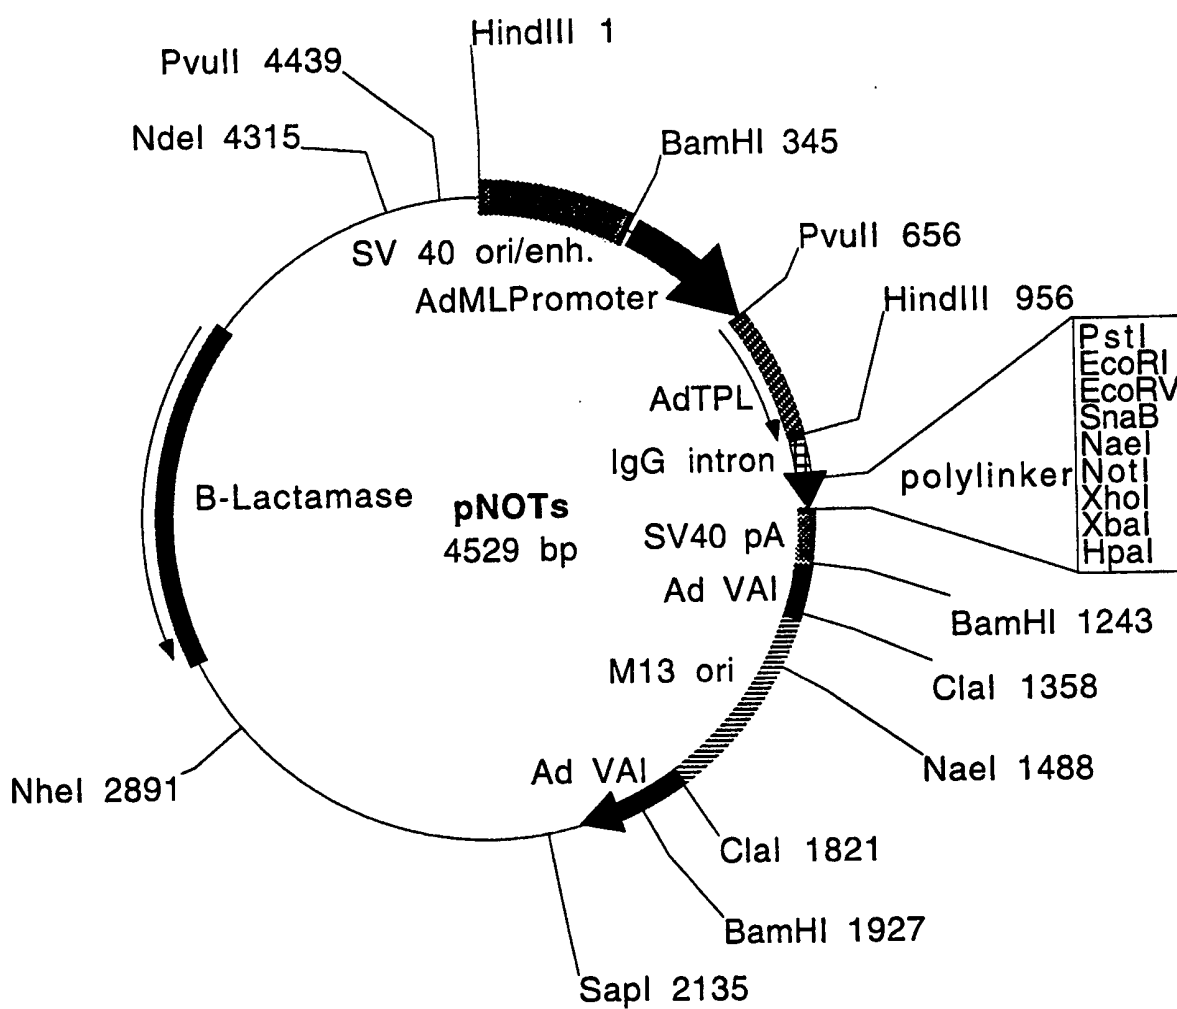 HindIII 1
PvuII 4439
NdeI 4315
BamHI 345
SV 40 ori/enh.
PvuII 656
AdMLPromoter
HindIII 956
PstI
EcoRI
EcoRV
SnaB
NaeI
NotI
XhoI
XbaI
HpaI
AdTPL
IgG intron
polylinker
B-Lactamase
pNOTs
4529 bp
SV40 pA
Ad VAI
BamHI 1243
M13 ori
ClaI 1358
NaeI 1488
Ad VAI
NheI 2891
ClaI 1821
BamHI 1927
SapI 2135